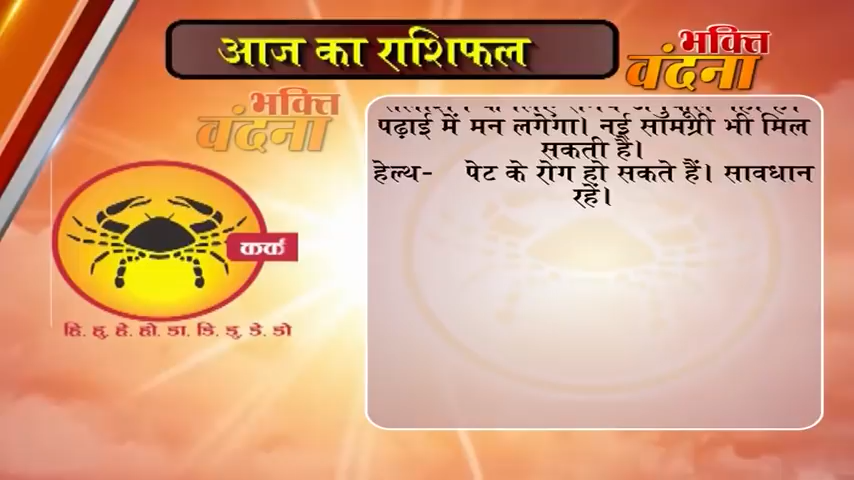 आज का राशिफल
भक्ति
वंदना
भक्ति
वंदना
पढ़ाई में मन लगेगा। नई सामग्री भी मिल
सकती है।
हेल्थ- पेट के रोग हो सकते हैं। सावधान
रहें।
कर्क
हि. हु. हे. हो. डा. डि. डु. डे. डो